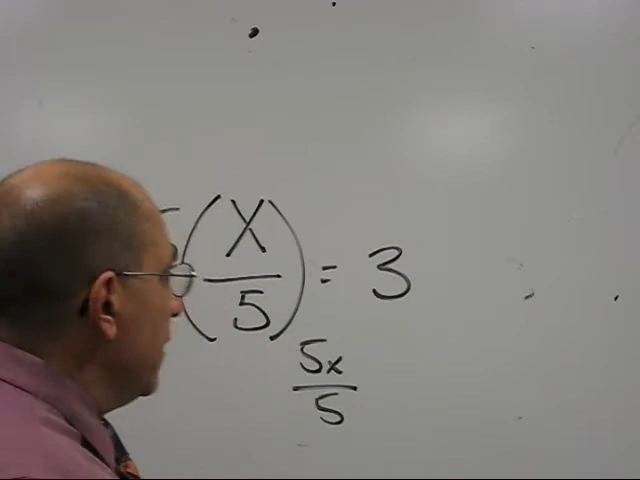 (x/5) = 3
5x/5